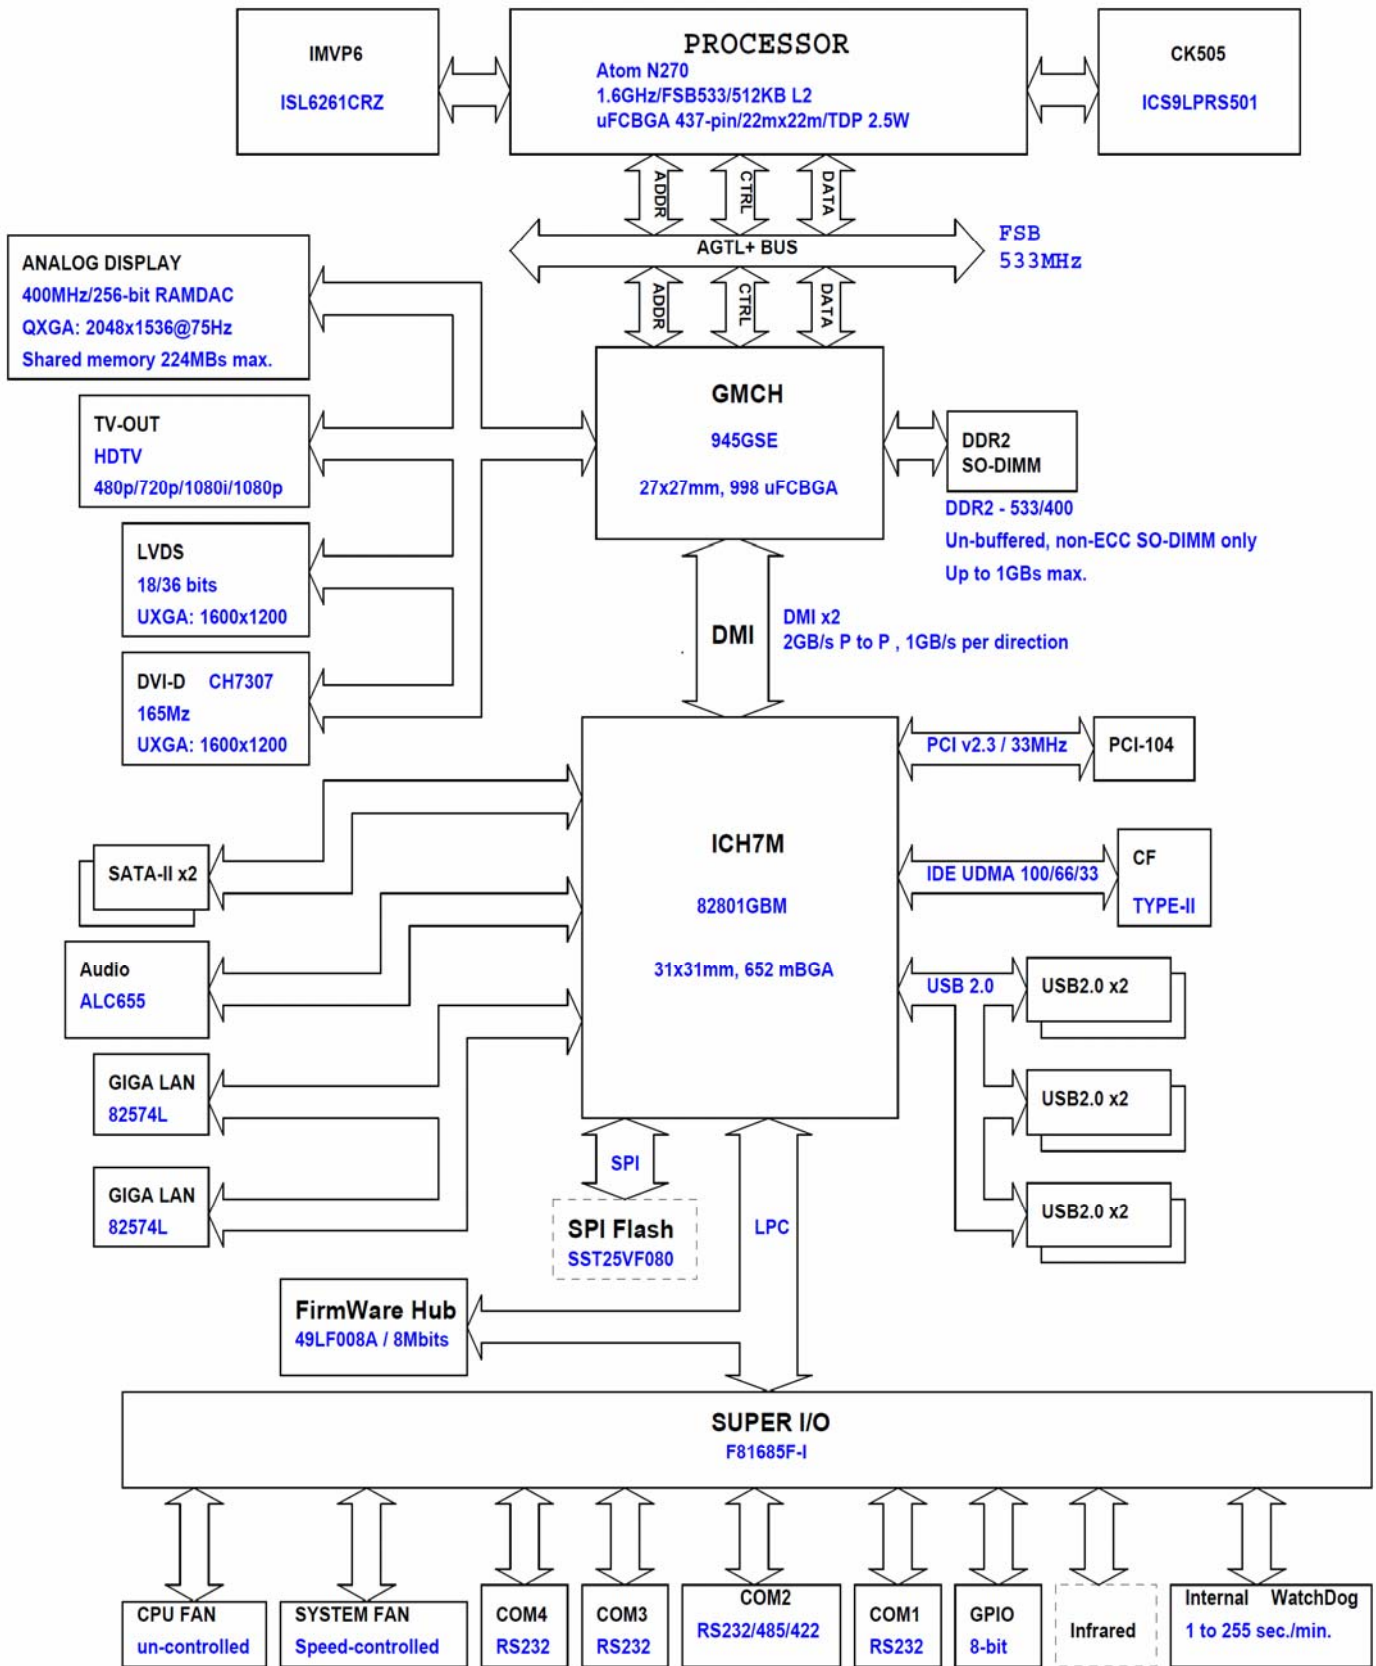 IMVP6
ISL6261CRZ
PROCESSOR
Atom N270
1.6GHz/FSB533/512KB L2
uFCBGA 437-pin/22mx22m/TDP 2.5W
CK505
ICS9LPRS501
ADDR
CTRL
DATA
AGTL+ BUS
FSB
533MHz
ADDR
CTRL
DATA
ANALOG DISPLAY
400MHz/256-bit RAMDAC
QXGA: 2048x1536@75Hz
Shared memory 224MBs max.
TV-OUT
HDTV
480p/720p/1080i/1080p
LVDS
18/36 bits
UXGA: 1600x1200
DVI-D CH7307
165Mz
UXGA: 1600x1200
GMCH
945GSE
27x27mm, 998 uFCBGA
DDR2
SO-DIMM
DDR2 - 533/400
Un-buffered, non-ECC SO-DIMM only
Up to 1GBs max.
DMI
DMI x2
2GB/s P to P , 1GB/s per direction
ICH7M
82801GBM
31x31mm, 652 mBGA
PCI v2.3 / 33MHz
PCI-104
IDE UDMA 100/66/33
CF
TYPE-II
USB 2.0
USB2.0 x2
USB2.0 x2
USB2.0 x2
SATA-II x2
Audio
ALC655
GIGA LAN
82574L
GIGA LAN
82574L
SPI
SPI Flash
SST25VF080
LPC
FirmWare Hub
49LF008A / 8Mbits
SUPER I/O
F81685F-I
CPU FAN
un-controlled
SYSTEM FAN
Speed-controlled
COM4
RS232
COM3
RS232
COM2
RS232/485/422
COM1
RS232
GPIO
8-bit
Infrared
Internal WatchDog
1 to 255 sec./min.